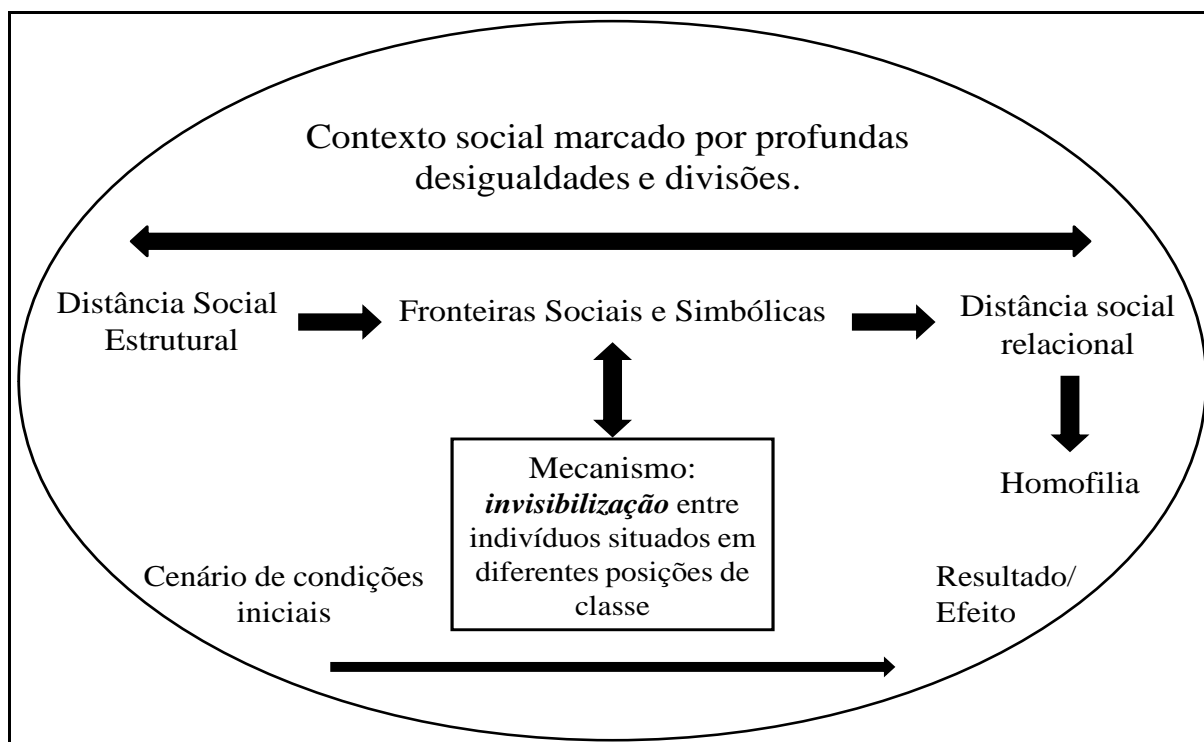 Contexto social marcado por profundas
desigualdades e divisões.
Distância Social
Estrutural
Fronteiras Sociais e Simbólicas
Distância social
relacional
Mecanismo:
invisibilização entre
indivíduos situados em
diferentes posições de
classe
Homofilia
Cenário de condições
iniciais
Resultado/
Efeito